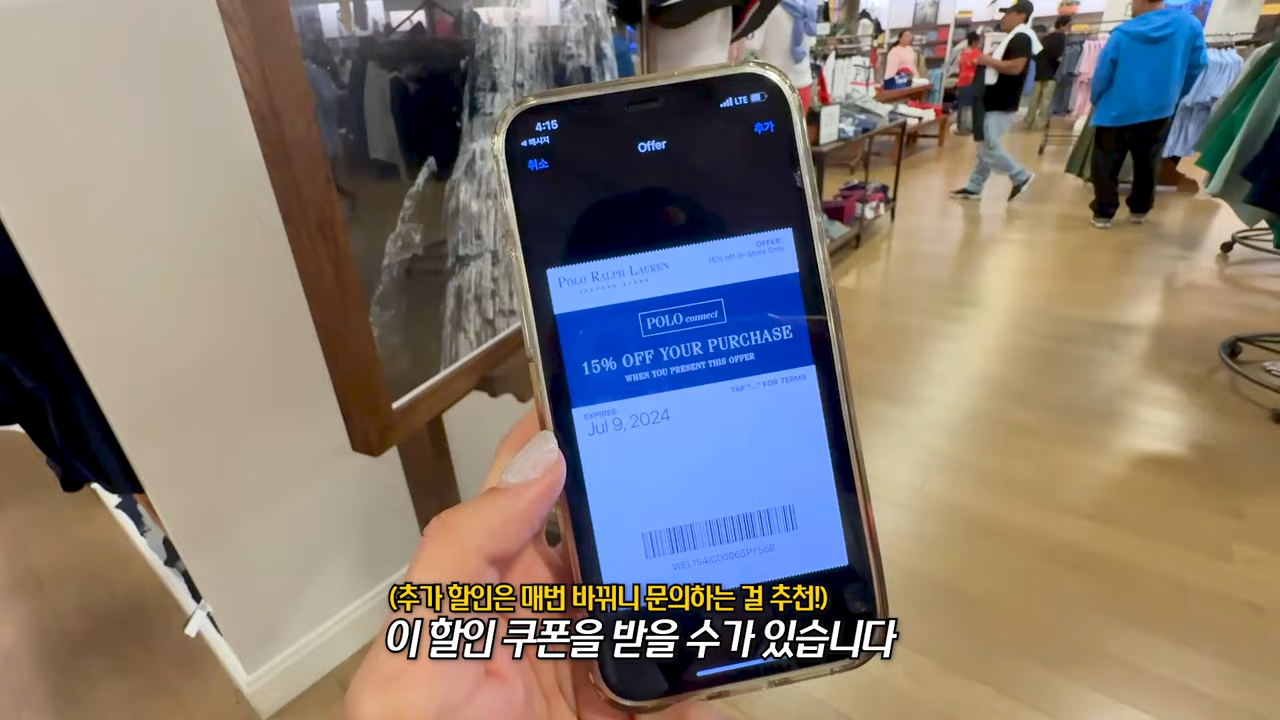 4:15
LTE
◀ 메시지
취소
Offer
추가
POLO RALPH LAUREN
FACTORY STORE
OFFER:
15% off In-Store Only
POLO connect
15% OFF YOUR PURCHASE
WHEN YOU PRESENT THIS OFFER
TAP "..." FOR TERMS
EXPIRES:
Jul 9, 2024
(추가 할인은 매번 바뀌니 문의하는 걸 추천!)
이 할인 쿠폰을 받을 수가 있습니다